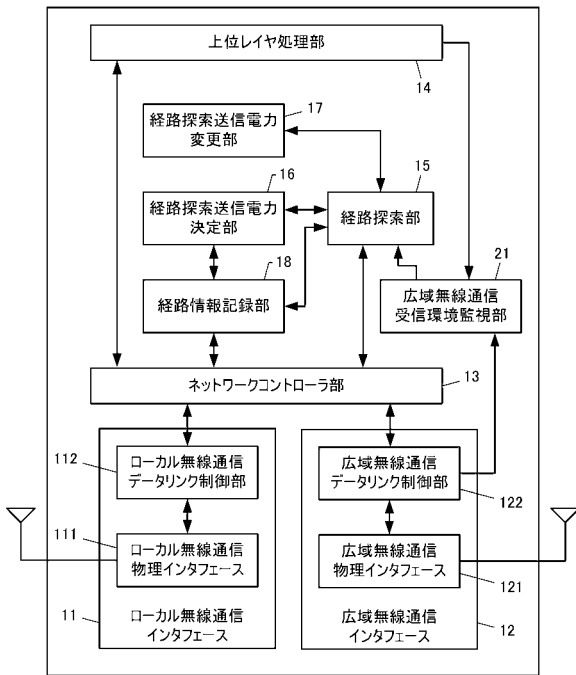 上位レイヤ処理部
14
17
経路探索送信電力
変更部
16
15
経路探索送信電力
決定部
経路探索部
18
21
経路情報記録部
広域無線通信
受信環境監視部
ネットワークコントローラ部
13
112
ローカル無線通信
データリンク制御部
広域無線通信
データリンク制御部
122
111
ローカル無線通信
物理インタフェース
広域無線通信
物理インタフェース
121
11
ローカル無線通信
インタフェース
広域無線通信
インタフェース
12